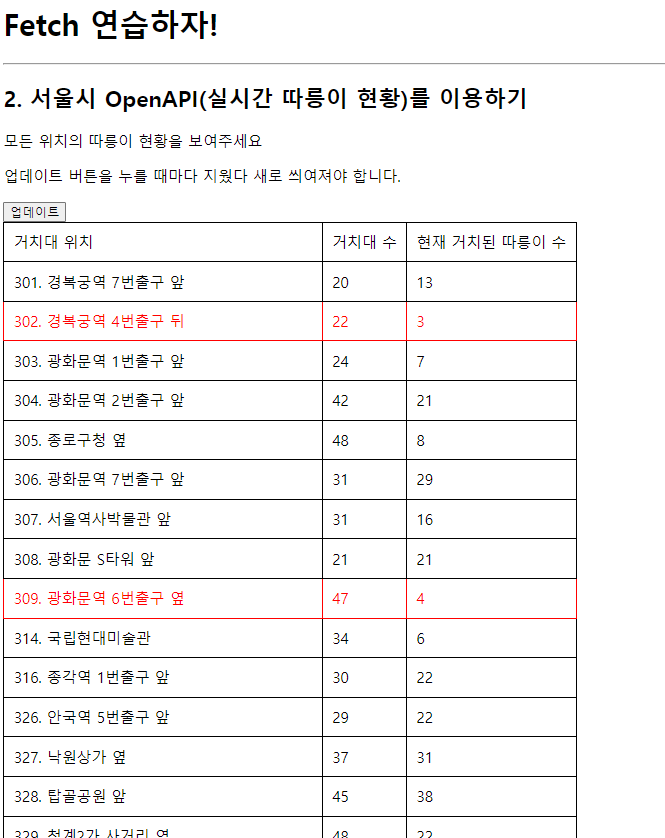 Fetch 연습하자!
2. 서울시 OpenAPI(실시간 따릉이 현황)를 이용하기
모든 위치의 따릉이 현황을 보여주세요
업데이트 버튼을 누를 때마다 지웠다 새로 씌여져야 합니다.
업데이트
거치대 위치 거치대 수 현재 거치된 따릉이 수
301. 경복궁역 7번출구 앞 20 13
302. 경복궁역 4번출구 뒤 22 3
303. 광화문역 1번출구 앞 24 7
304. 광화문역 2번출구 앞 42 21
305. 종로구청 옆 48 8
306. 광화문역 7번출구 앞 31 29
307. 서울역사박물관 앞 31 16
308. 광화문 S타워 앞 21 21
309. 광화문역 6번출구 옆 47 4
314. 국립현대미술관 34 6
316. 종각역 1번출구 앞 30 22
326. 안국역 5번출구 앞 29 22
327. 낙원상가 옆 37 31
328. 탑골공원 앞 45 38
329. 청계2가 사거리 옆 48 22